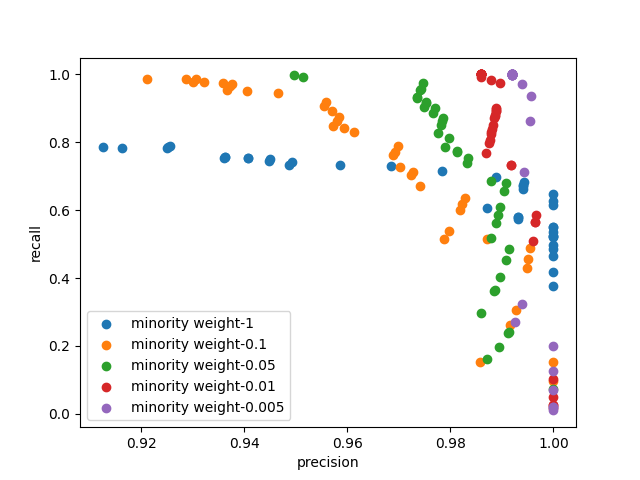 1.0
0.8
0.6
0.4
0.2
0.0
recall
minority weight-1
minority weight-0.1
minority weight-0.05
minority weight-0.01
minority weight-0.005
0.92 0.94 0.96 0.98 1.00
precision